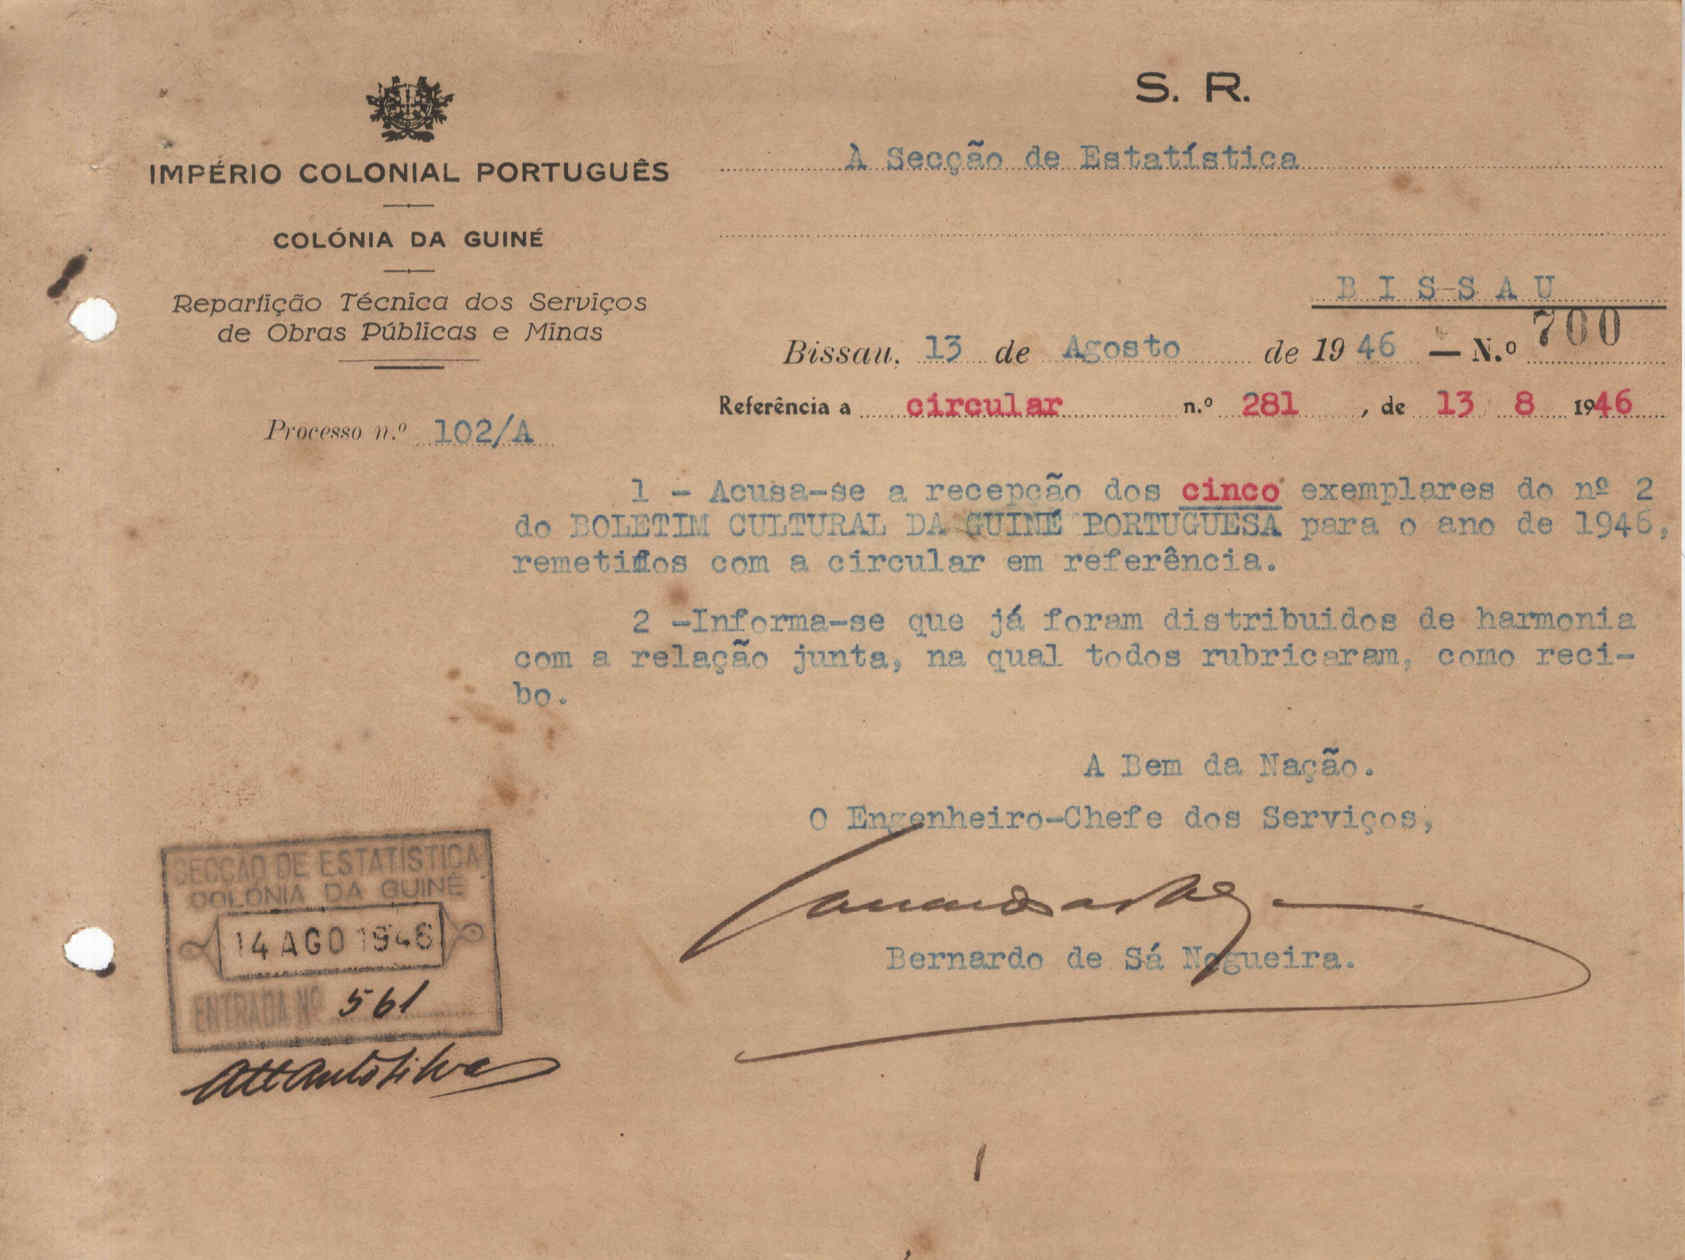 S. R.
IMPÉRIO COLONIAL PORTUGUÊS
COLÓNIA DA GUINÉ
Repartição Técnica dos Serviços
de Obras Públicas e Minas
Processo n.º 102/A
À Secção de Estatística
BISSAU
Bissau, 13 de Agosto de 1946 — N.º 700
Referência a circular n.º 281, de 13 8 1946
1 - Acusa-se a recepção dos cinco exemplares do nº 2
do BOLETIM CULTURAL DA GUINÉ PORTUGUESA para o ano de 1946,
remetidos com a circular em referência.
2 -Informa-se que já foram distribuidos de harmonia
com a relação junta, na qual todos rubricaram, como reci-
bo.
A Bem da Nação.
O Engenheiro-Chefe dos Serviços,
Bernardo de Sá Nogueira.
SECÇÃO DE ESTATÍSTICA
COLÓNIA DA GUINÉ
14 AGO 1946
ENTRADA Nº 561